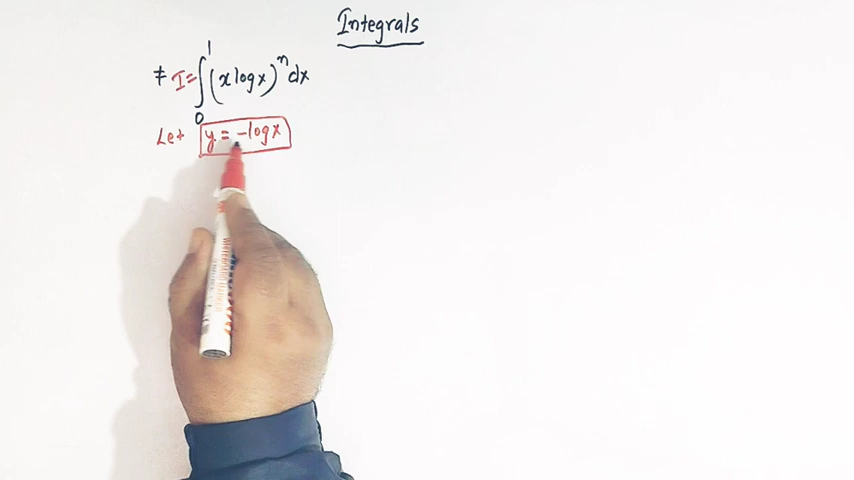 Integrals
≠ I = ∫₀¹ (x log x)ⁿ dx
Let y = -log x